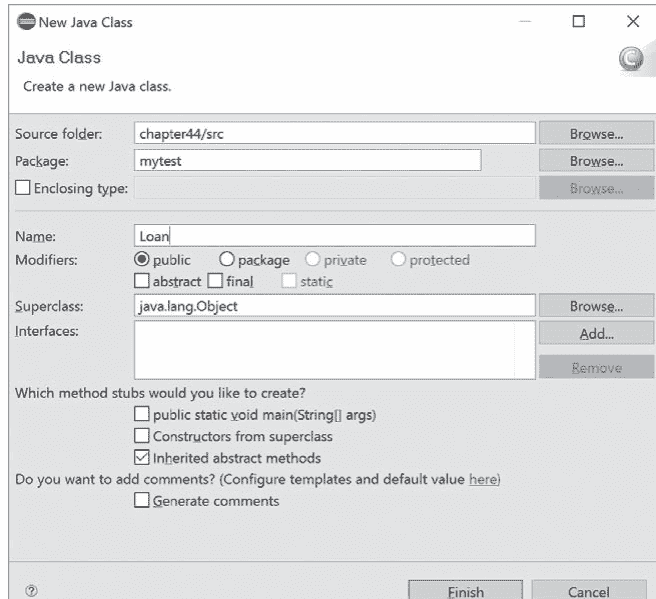 New Java Class
Java Class
Create a new Java class.
Source folder: chapter44/src Browse...
Package: mytest Browse...
Enclosing type: Browse...
Name: Loan
Modifiers: public package private protected
abstract final static
Superclass: java.lang.Object Browse...
Interfaces: Add...
Remove
Which method stubs would you like to create?
public static void main(String[] args)
Constructors from superclass
Inherited abstract methods
Do you want to add comments? (Configure templates and default value here)
Generate comments
? Finish Cancel